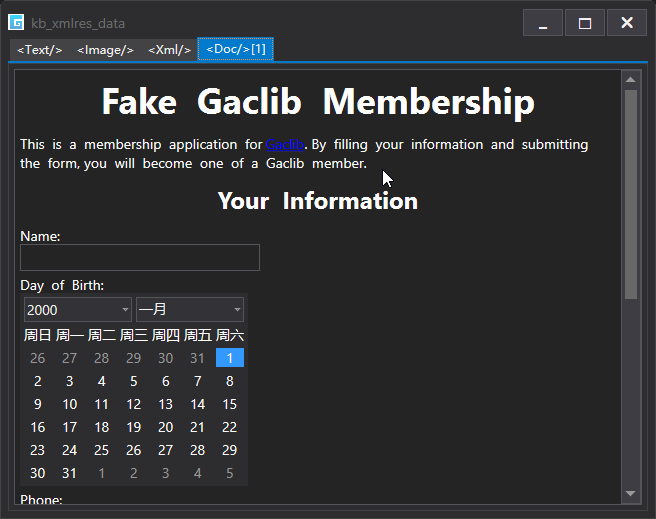 kb_xmlres_data
<Text/> <Image/> <Xml/> <Doc/>[1]
Fake Gaclib Membership
This is a membership application for Gaclib. By filling your information and submitting
the form, you will become one of a Gaclib member.
Your Information
Name:
Day of Birth:
2000 一月
周日 周一 周二 周三 周四 周五 周六
26 27 28 29 30 31 1
2 3 4 5 6 7 8
9 10 11 12 13 14 15
16 17 18 19 20 21 22
23 24 25 26 27 28 29
30 31 1 2 3 4 5
Phone: